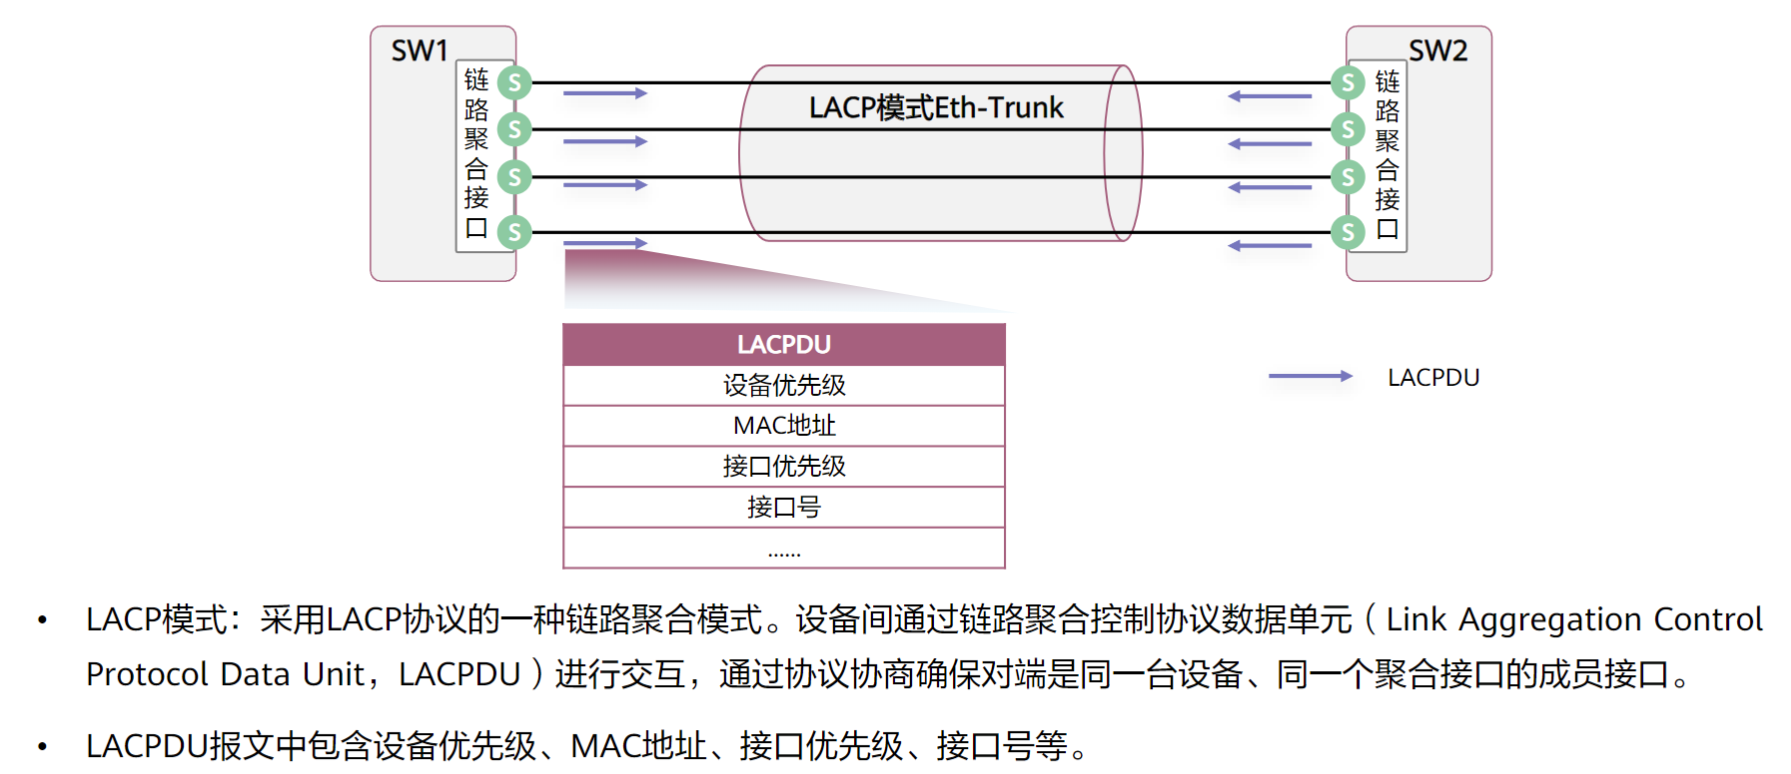 SW1
SW2
链路聚合接口
S
S
S
S
LACP模式Eth-Trunk
S
S
S
S
链路聚合接口
LACPDU
设备优先级
MAC地址
接口优先级
接口号
......
LACPDU
• LACP模式：采用LACP协议的一种链路聚合模式。设备间通过链路聚合控制协议数据单元（Link Aggregation Control
Protocol Data Unit，LACPDU）进行交互，通过协议协商确保对端是同一台设备、同一个聚合接口的成员接口。
• LACPDU报文中包含设备优先级、MAC地址、接口优先级、接口号等。